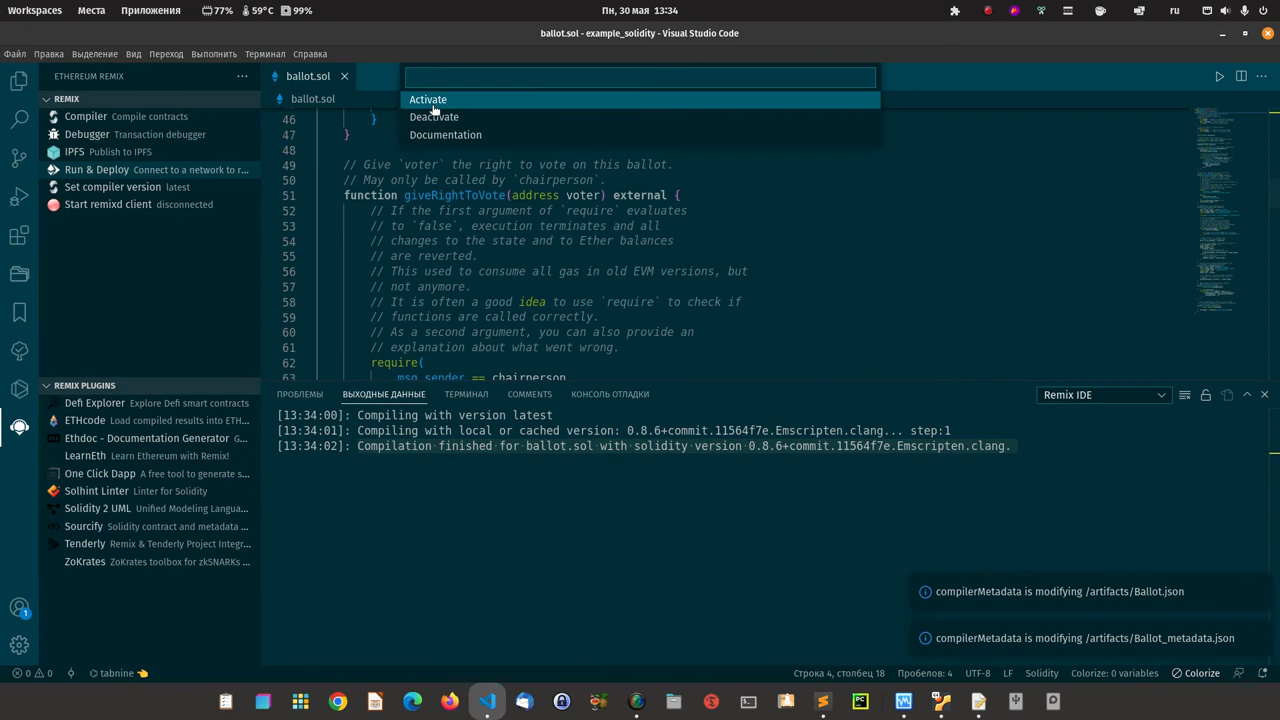 Workspaces Места Приложения 77% 59°C 99% Пн, 30 мая 13:34 ru
ballot.sol - example_solidity - Visual Studio Code
Файл Правка Выделение Вид Переход Выполнить Терминал Справка
ETHEREUM REMIX ···
REMIX
Compiler Compile contracts
Debugger Transaction debugger
IPFS Publish to IPFS
Run & Deploy Connect to a network to r...
Set compiler version latest
Start remixd client disconnected
REMIX PLUGINS
Defi Explorer Explore Defi smart contracts
ETHcode Load compiled results into ETH...
Ethdoc - Documentation Generator G...
LearnEth Learn Ethereum with Remix!
One Click Dapp A free tool to generate s...
Solhint Linter Linter for Solidity
Solidity 2 UML Unified Modeling Langua...
Sourcify Solidity contract and metadata ...
Tenderly Remix & Tenderly Project Integr...
ZoKrates ZoKrates toolbox for zkSNARKs ...
1
ballot.sol
ballot.sol
Activate
Deactivate
Documentation
46 }
47 }
48
49 // Give `voter` the right to vote on this ballot.
50 // May only be called by `chairperson`.
51 function giveRightToVote(address voter) external {
52 // If the first argument of `require` evaluates
53 // to `false`, execution terminates and all
54 // changes to the state and to Ether balances
55 // are reverted.
56 // This used to consume all gas in old EVM versions, but
57 // not anymore.
58 // It is often a good idea to use `require` to check if
59 // functions are called correctly.
60 // As a second argument, you can also provide an
61 // explanation about what went wrong.
62 require(
63 msg.sender == chairperson
ПРОБЛЕМЫ ВЫХОДНЫЕ ДАННЫЕ ТЕРМИНАЛ COMMENTS КОНСОЛЬ ОТЛАДКИ Remix IDE
[13:34:00]: Compiling with version latest
[13:34:01]: Compiling with local or cached version: 0.8.6+commit.11564f7e.Emscripten.clang... step:1
[13:34:02]: Compilation finished for ballot.sol with solidity version 0.8.6+commit.11564f7e.Emscripten.clang.
compilerMetadata is modifying /artifacts/Ballot.json
compilerMetadata is modifying /artifacts/Ballot_metadata.json
0 0 tabnine Строка 4, столбец 18 Пробелов: 4 UTF-8 LF Solidity Colorize: 0 variables Colorize